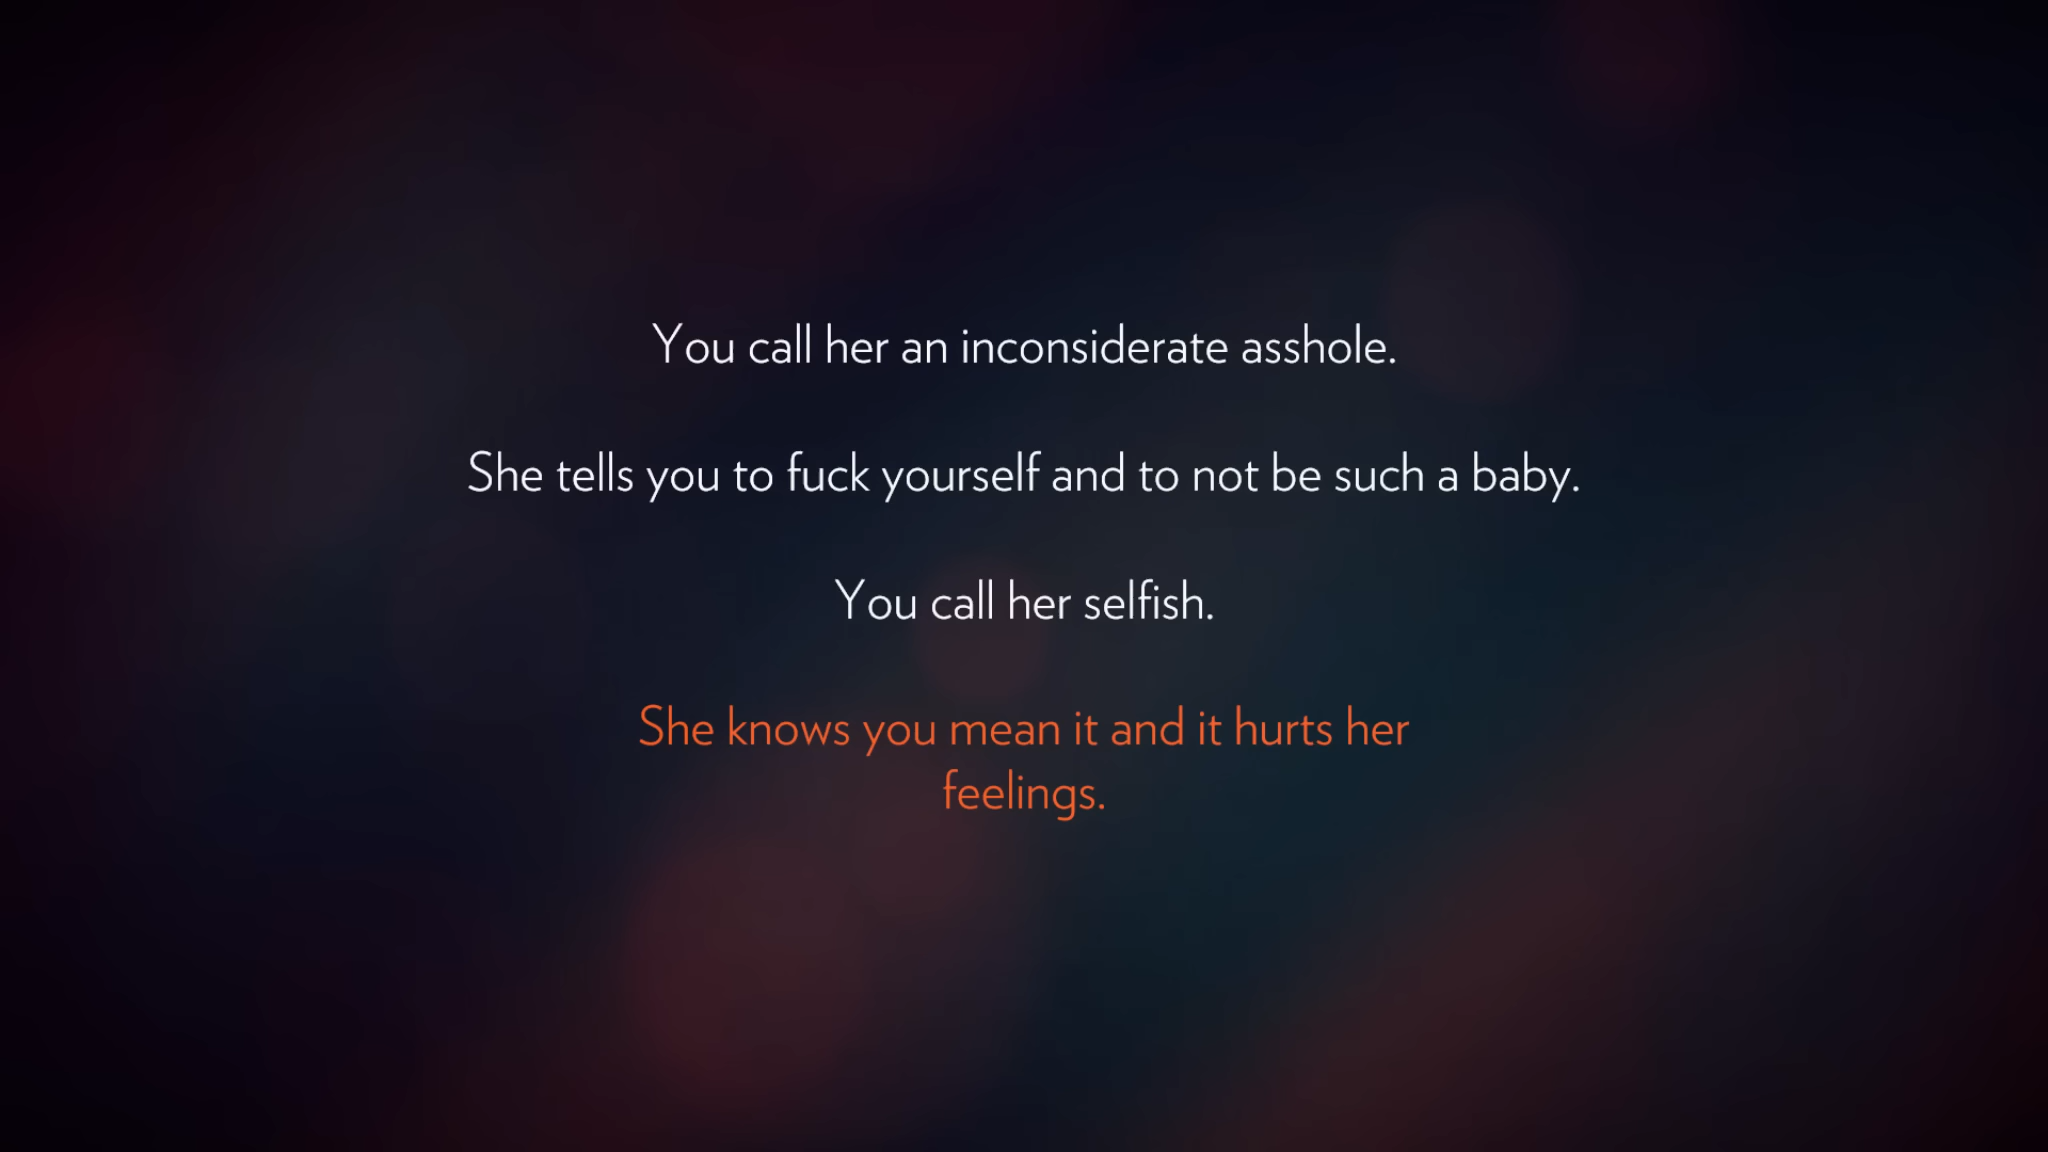 You call her an inconsiderate asshole.
She tells you to fuck yourself and to not be such a baby.
You call her selfish.
She knows you mean it and it hurts her
feelings.